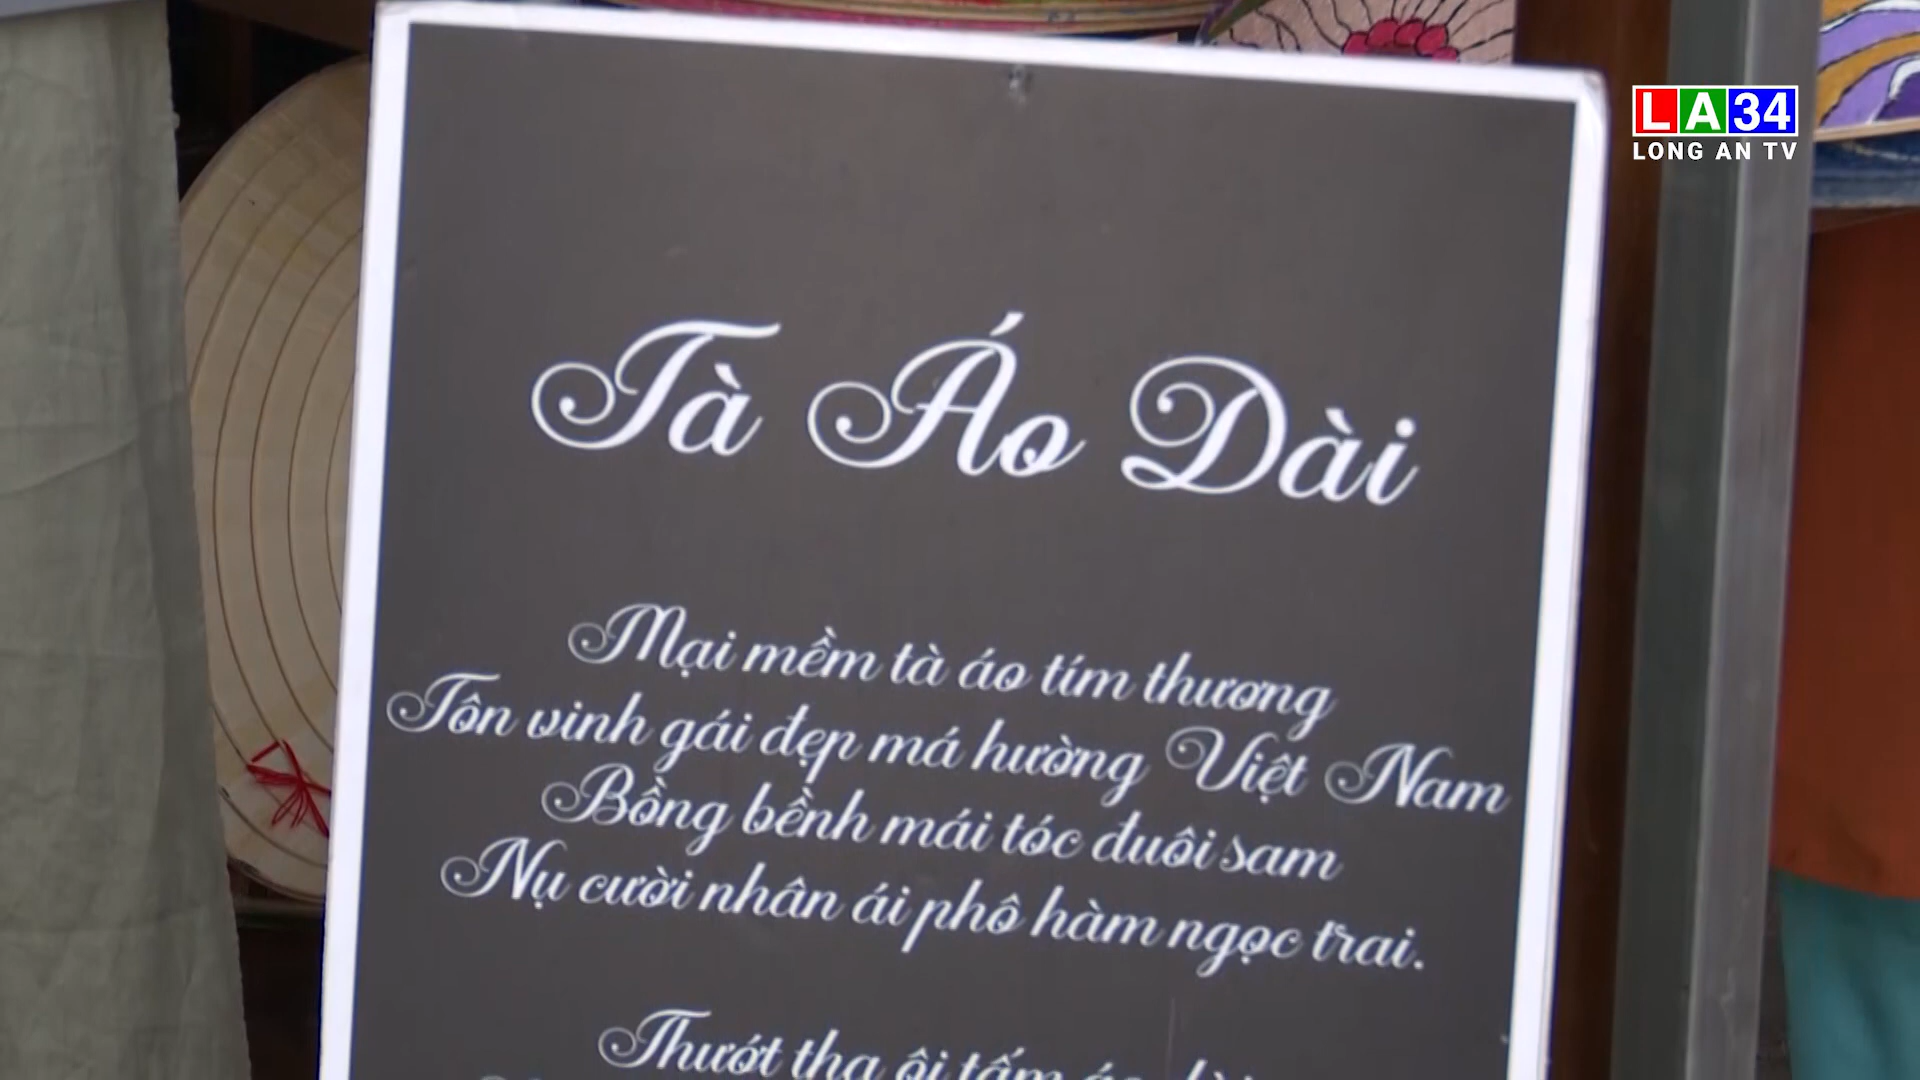 LA34
LONG AN TV
Tà Áo Dài
Mại mềm tà áo tím thương
Tôn vinh gái đẹp má hường Việt Nam
Bồng bềnh mái tóc đuôi sam
Nụ cười nhân ái phô hàm ngọc trai.
Thướt tha ôi tấm áo dài